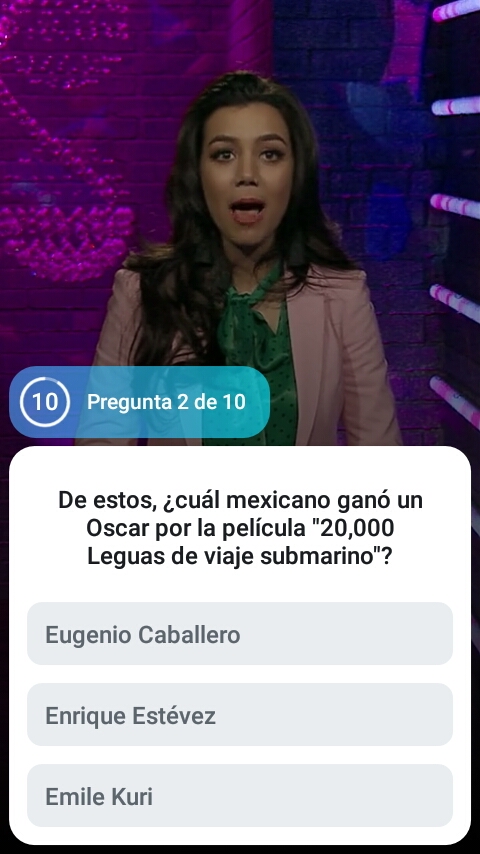 10 Pregunta 2 de 10
De estos, ¿cuál mexicano ganó un
Oscar por la película "20,000
Leguas de viaje submarino"?
Eugenio Caballero
Enrique Estévez
Emile Kuri